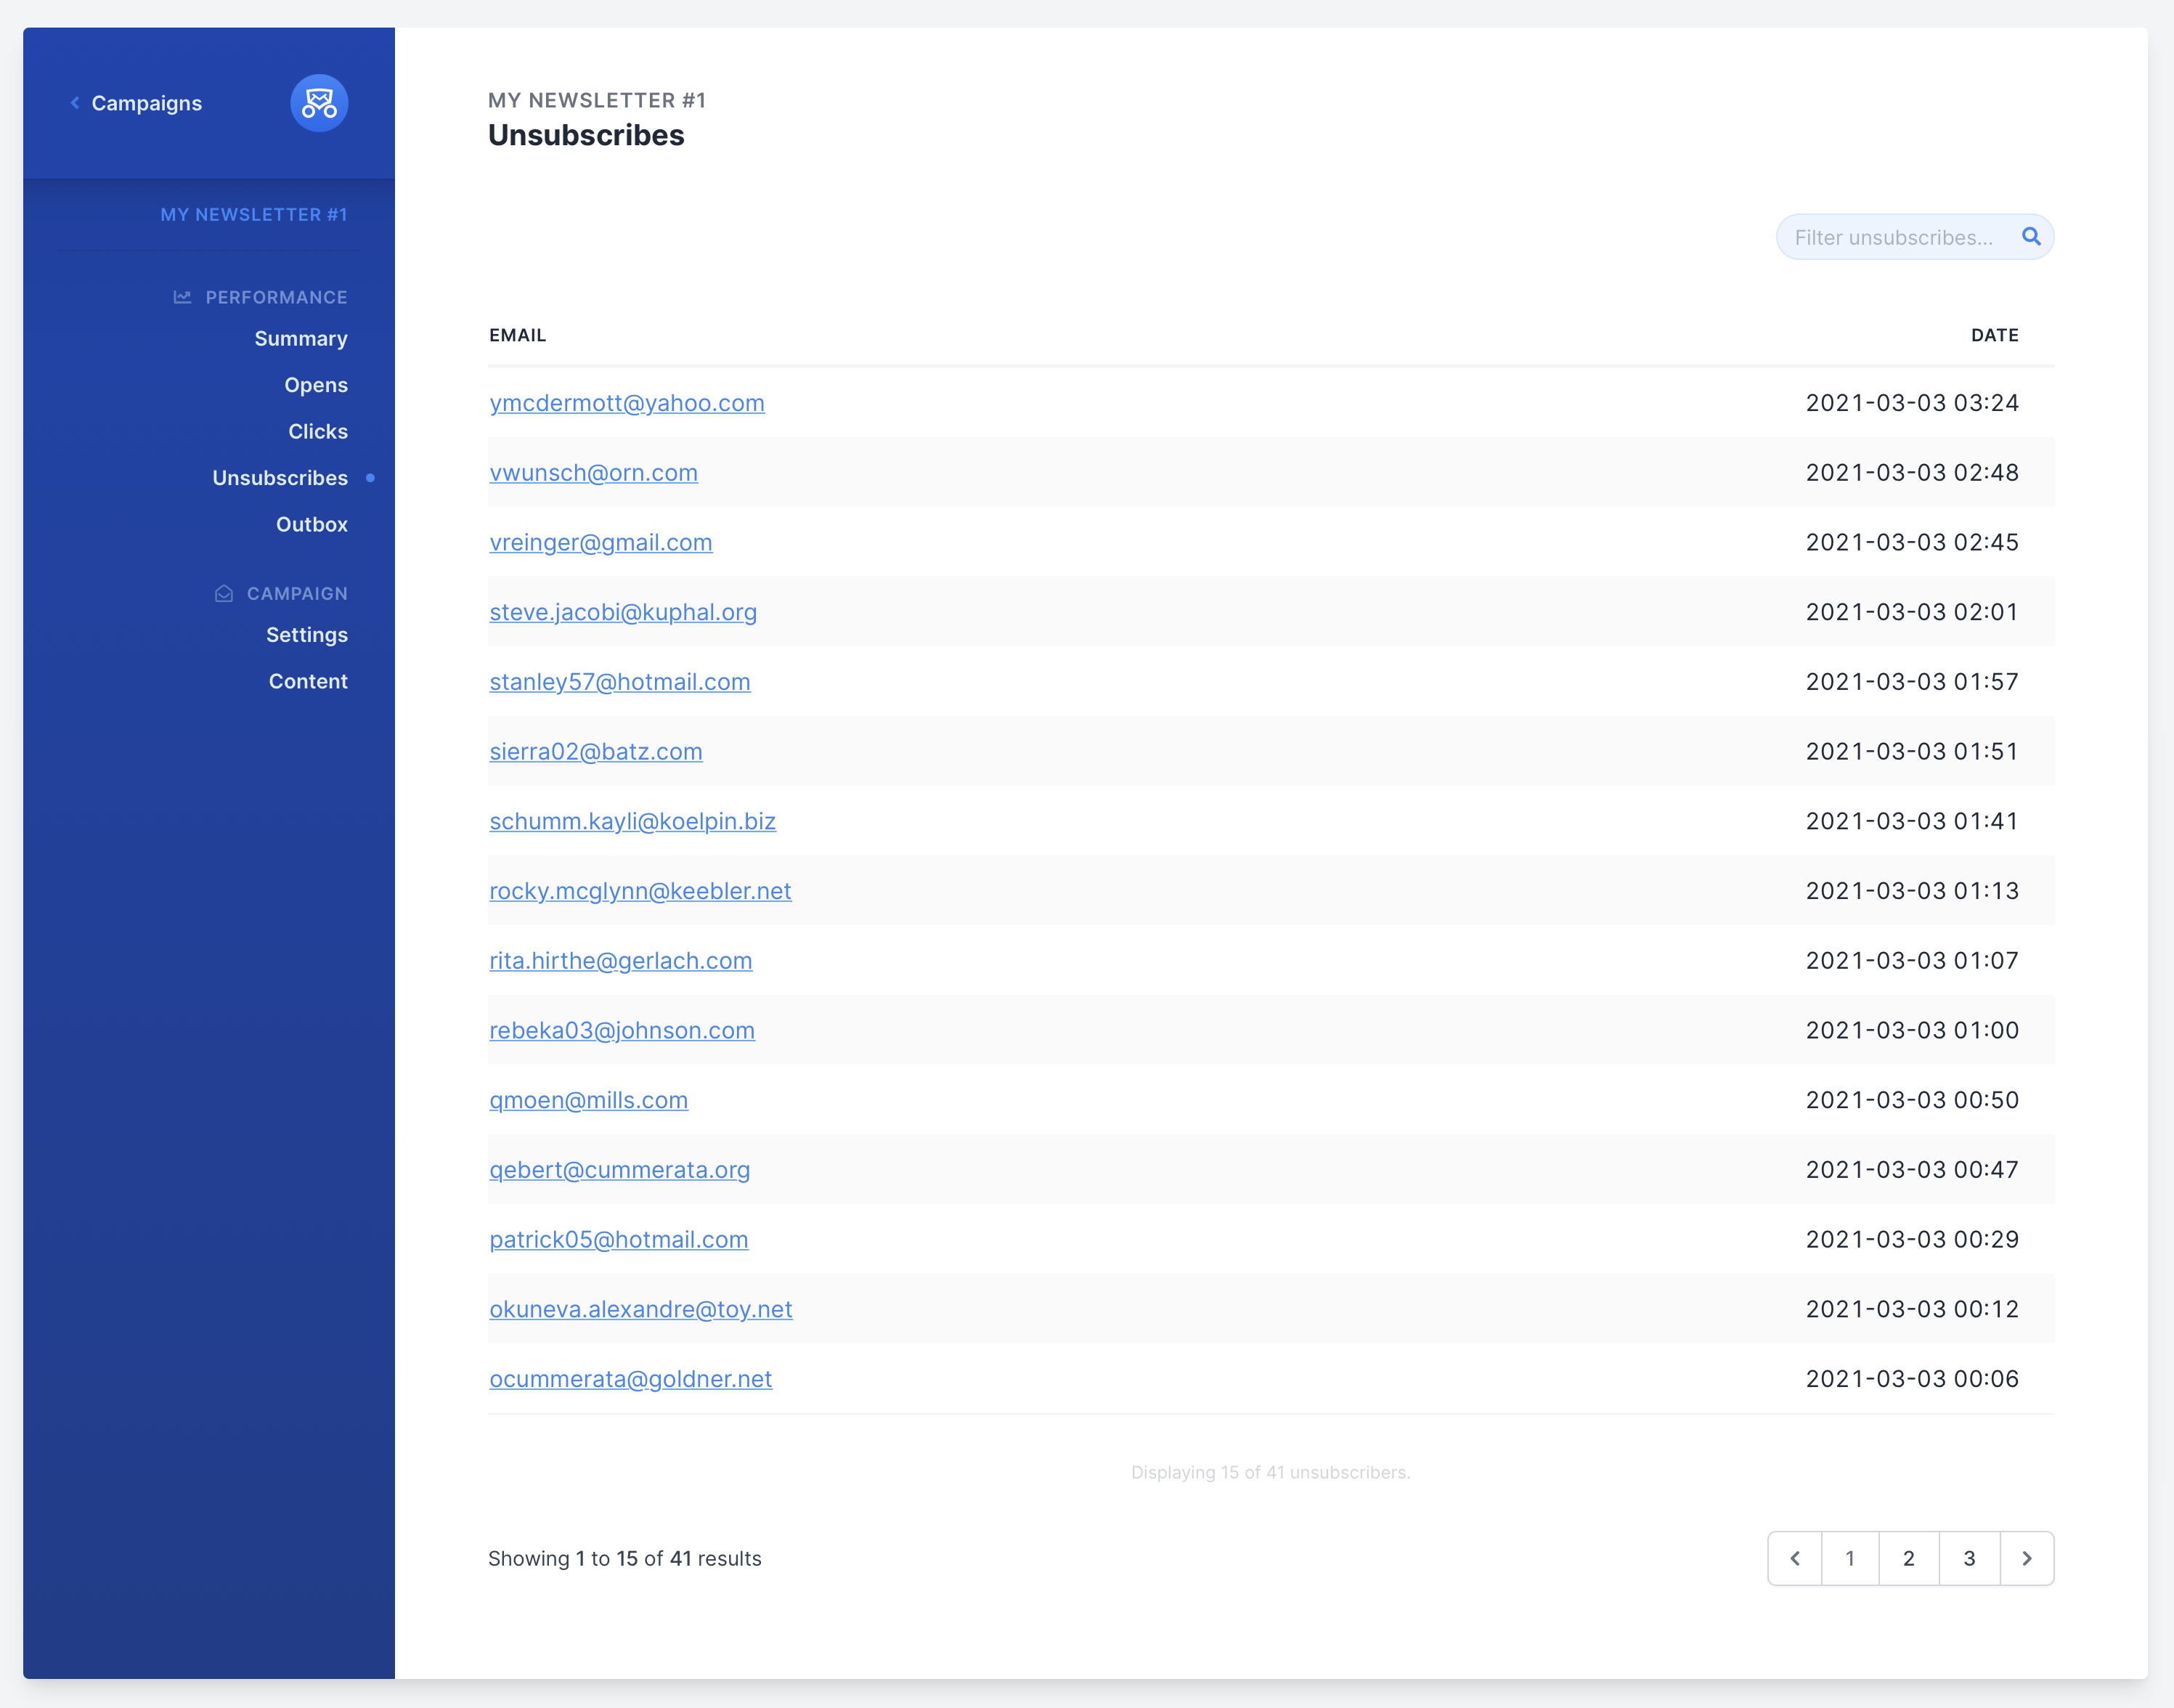 Campaigns
MY NEWSLETTER #1
PERFORMANCE
Summary
Opens
Clicks
Unsubscribes
Outbox
CAMPAIGN
Settings
Content
MY NEWSLETTER #1
Unsubscribes
Filter unsubscribes...
EMAIL DATE
ymcdermott@yahoo.com 2021-03-03 03:24
vwunsch@orn.com 2021-03-03 02:48
vreinger@gmail.com 2021-03-03 02:45
steve.jacobi@kuphal.org 2021-03-03 02:01
stanley57@hotmail.com 2021-03-03 01:57
sierra02@batz.com 2021-03-03 01:51
schumm.kayli@koelpin.biz 2021-03-03 01:41
rocky.mcglynn@keebler.net 2021-03-03 01:13
rita.hirthe@gerlach.com 2021-03-03 01:07
rebeka03@johnson.com 2021-03-03 01:00
qmoen@mills.com 2021-03-03 00:50
qebert@cummerata.org 2021-03-03 00:47
patrick05@hotmail.com 2021-03-03 00:29
okuneva.alexandre@toy.net 2021-03-03 00:12
ocummerata@goldner.net 2021-03-03 00:06
Displaying 15 of 41 unsubscribers.
Showing 1 to 15 of 41 results
1 2 3